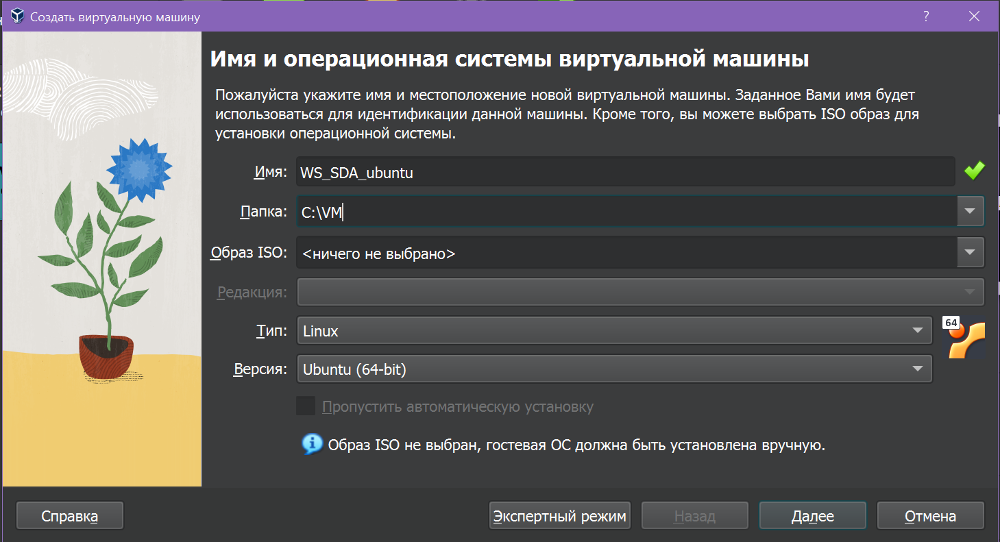 Создать виртуальную машину
?
Имя и операционная системы виртуальной машины
Пожалуйста укажите имя и местоположение новой виртуальной машины. Заданное Вами имя будет
использоваться для идентификации данной машины. Кроме того, вы можете выбрать ISO образ для
установки операционной системы.
Имя: WS_SDA_ubuntu
Папка: C:\VM
Образ ISO: <ничего не выбрано>
Редакция:
Тип: Linux
64
Версия: Ubuntu (64-bit)
Пропустить автоматическую установку
Образ ISO не выбран, гостевая ОС должна быть установлена вручную.
Справка Экспертный режим Назад Далее Отмена